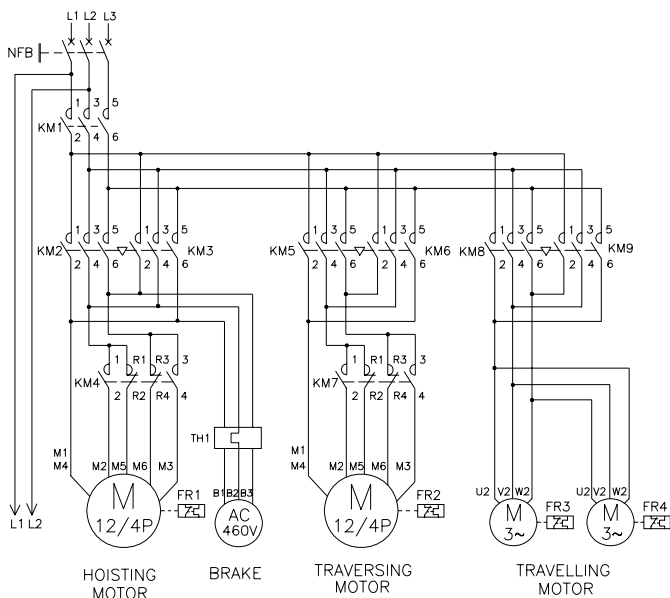 L1 L2 L3
NFB
1 3 5
KM1
2 4 6
1 3 5 1 3 5
KM2 KM3
2 4 6 2 4 6
1 3 5 1 3 5
KM5 KM6
2 4 6 2 4 6
1 3 5 1 3 5
KM8 KM9
2 4 6 2 4 6
1 R1 R3 3
KM4
2 R2 R4 4
1 R1 R3 3
KM7
2 R2 R4 4
TH1
M1
M4 M2 M5 M6 M3
B1 B2 B3
M1
M4 M2 M5 M6 M3
U2 V2 W2
U2 V2 W2
M
12/4P
FR1
AC
460V
M
12/4P
FR2
M
3~
FR3
M
3~
FR4
L1 L2
HOISTING
MOTOR
BRAKE
TRAVERSING
MOTOR
TRAVELLING
MOTOR